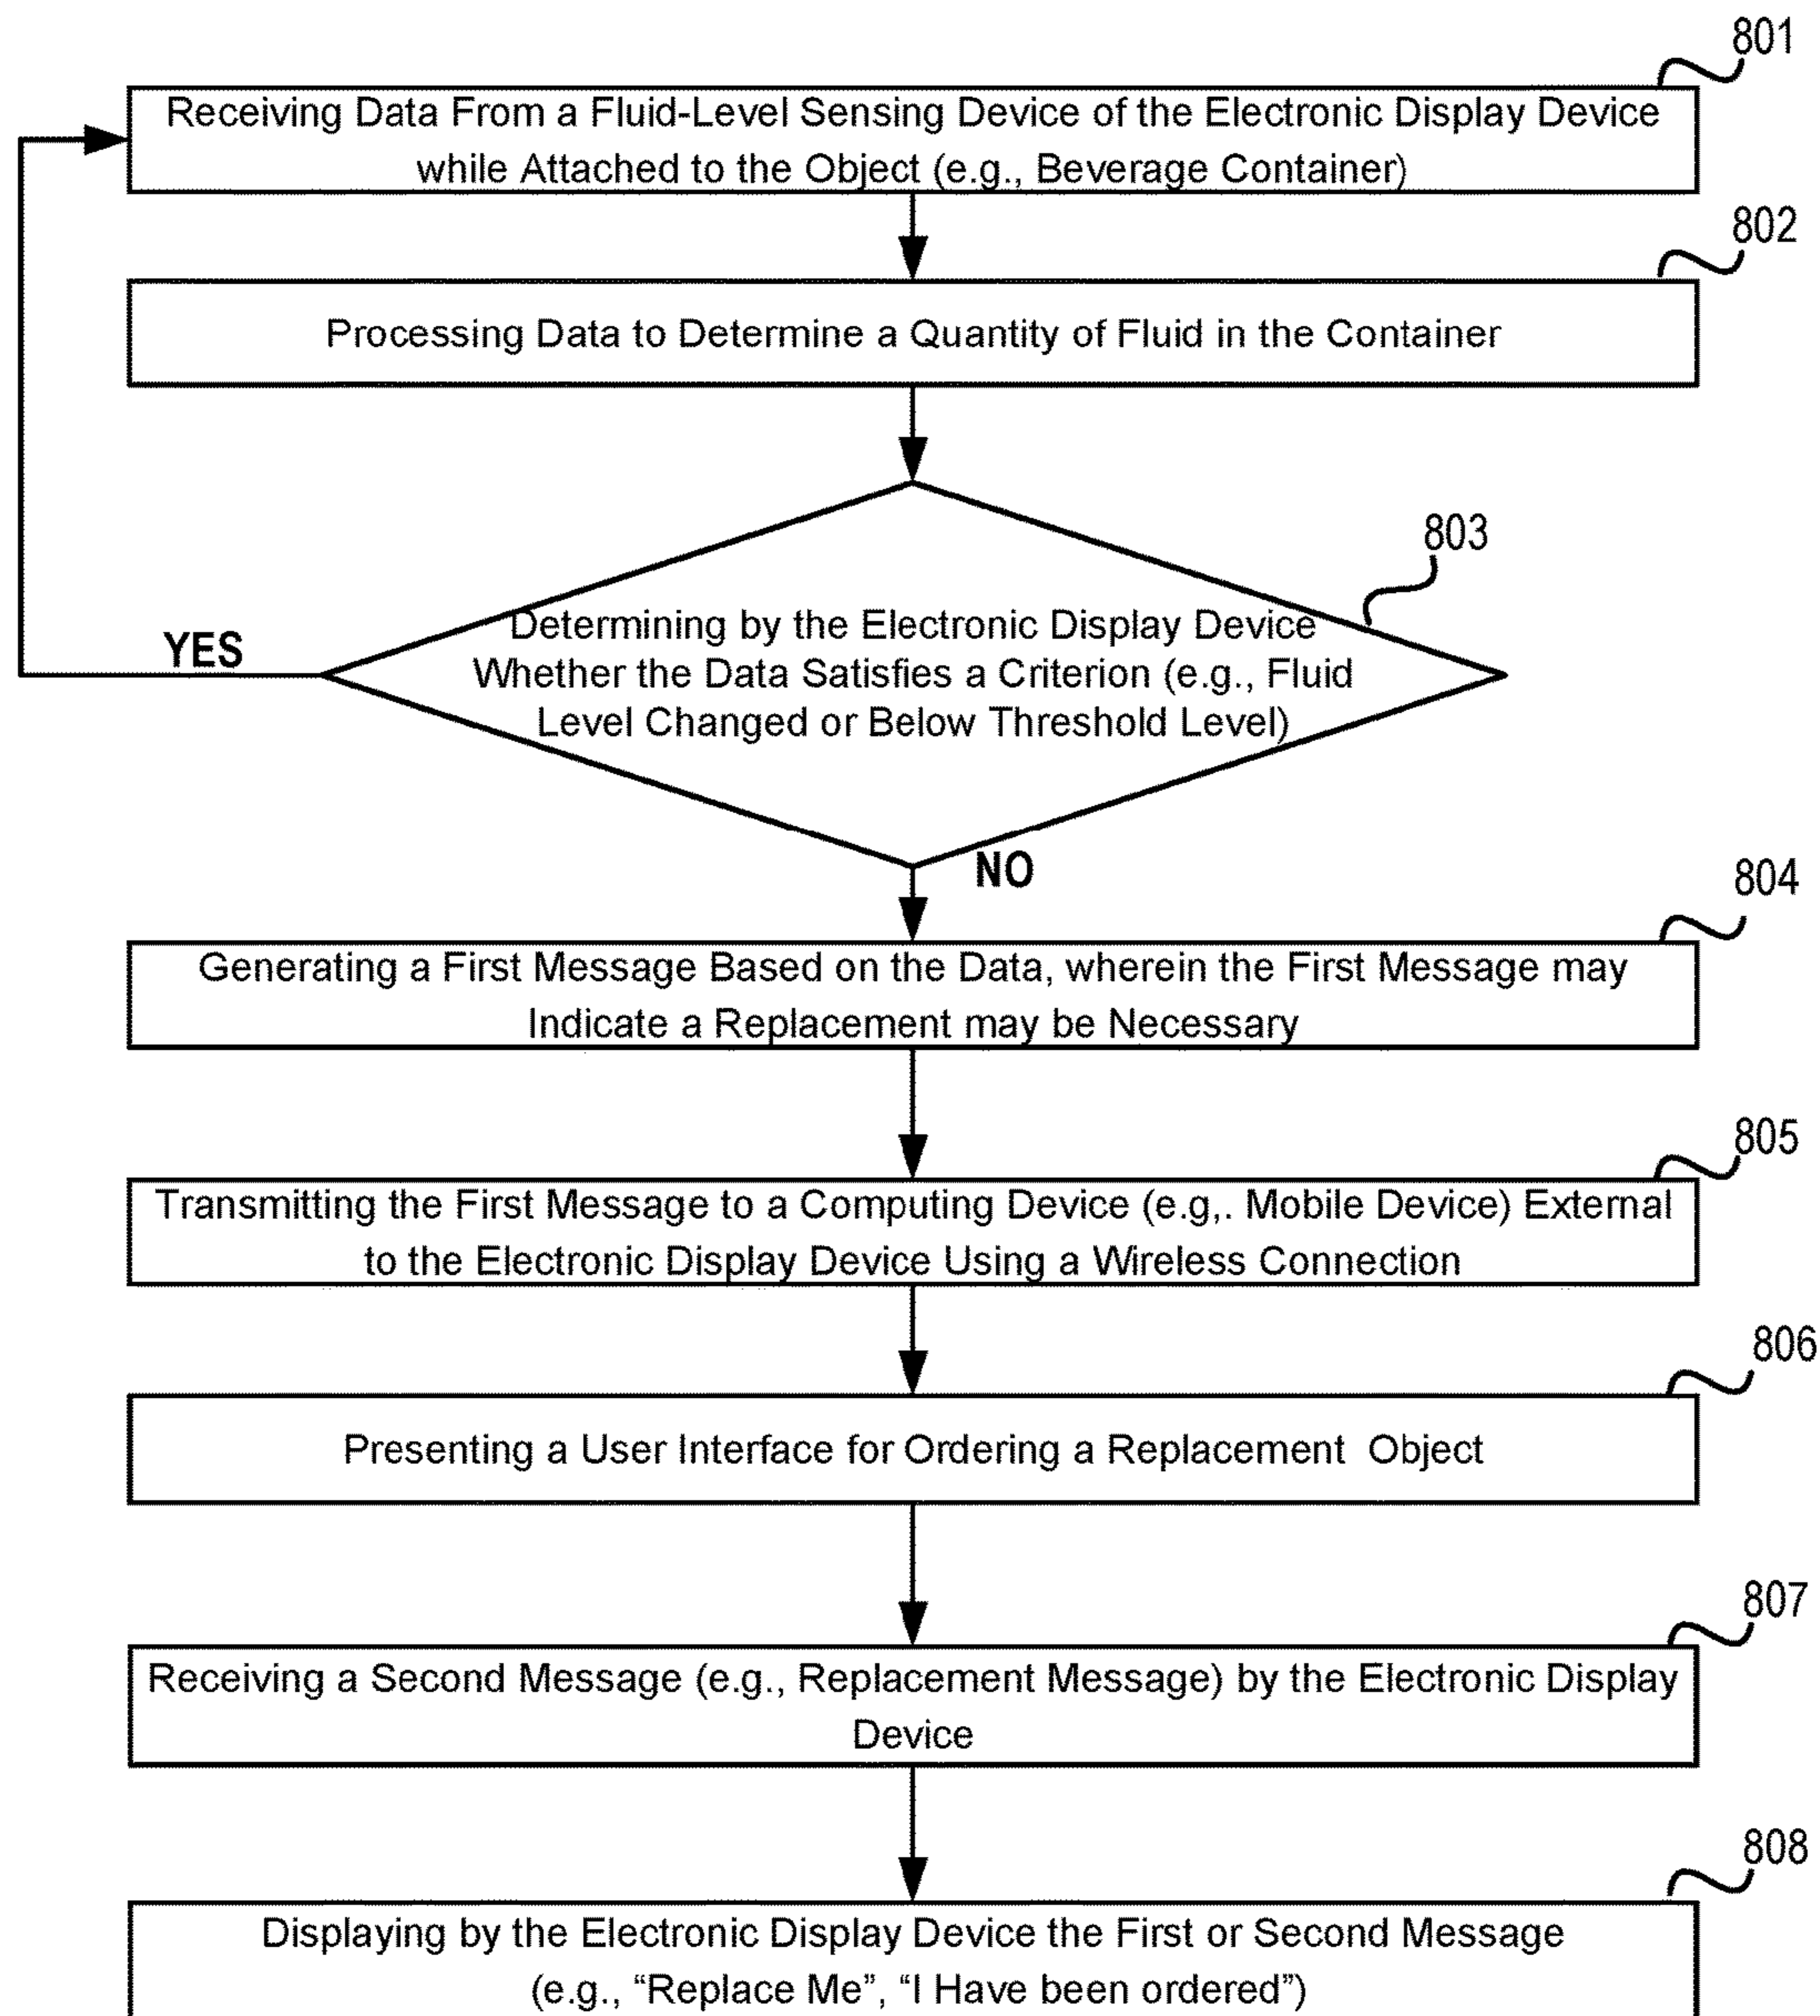 801
Receiving Data From a Fluid-Level Sensing Device of the Electronic Display Device
while Attached to the Object (e.g., Beverage Container)
802
Processing Data to Determine a Quantity of Fluid in the Container
803
Determining by the Electronic Display Device
Whether the Data Satisfies a Criterion (e.g., Fluid
Level Changed or Below Threshold Level)
YES
NO
804
Generating a First Message Based on the Data, wherein the First Message may
Indicate a Replacement may be Necessary
805
Transmitting the First Message to a Computing Device (e.g,. Mobile Device) External
to the Electronic Display Device Using a Wireless Connection
806
Presenting a User Interface for Ordering a Replacement Object
807
Receiving a Second Message (e.g., Replacement Message) by the Electronic Display
Device
808
Displaying by the Electronic Display Device the First or Second Message
(e.g., “Replace Me”, “I Have been ordered”)